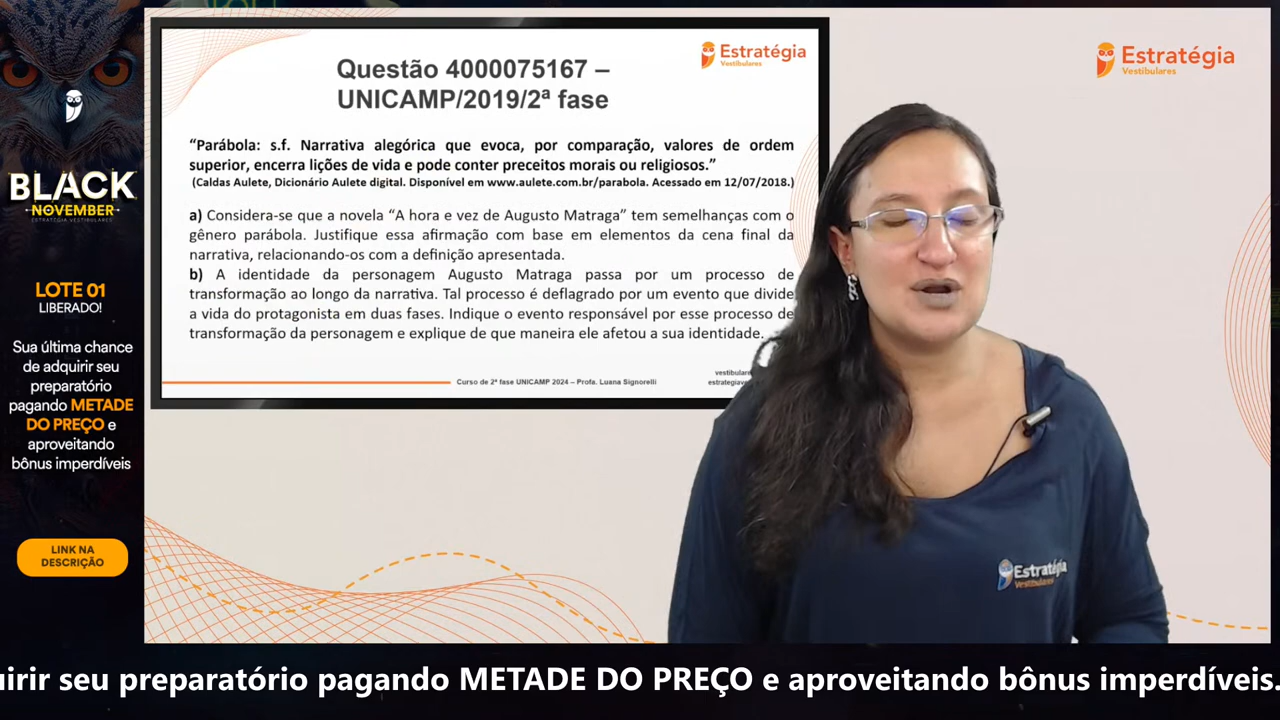 BLACK
NOVEMBER
ESTRATÉGIA VESTIBULARES
LOTE 01
LIBERADO!
Sua última chance
de adquirir seu
preparatório
pagando METADE
DO PREÇO e
aproveitando
bônus imperdíveis
LINK NA
DESCRIÇÃO
Questão 4000075167 –
UNICAMP/2019/2ª fase
Estratégia
Vestibulares
“Parábola: s.f. Narrativa alegórica que evoca, por comparação, valores de ordem
superior, encerra lições de vida e pode conter preceitos morais ou religiosos.”
(Caldas Aulete, Dicionário Aulete digital. Disponível em www.aulete.com.br/parabola. Acessado em 12/07/2018.)
a) Considera-se que a novela “A hora e vez de Augusto Matraga” tem semelhanças com o
gênero parábola. Justifique essa afirmação com base em elementos da cena final da
narrativa, relacionando-os com a definição apresentada.
b) A identidade da personagem Augusto Matraga passa por um processo de
transformação ao longo da narrativa. Tal processo é deflagrado por um evento que divide
a vida do protagonista em duas fases. Indique o evento responsável por esse processo de
transformação da personagem e explique de que maneira ele afetou a sua identidade.
Curso de 2ª fase UNICAMP 2024 – Profa. Luana Signorelli
vestibular
estrategiav
Estratégia
Vestibulares
Estratégia
Vestibulares
uirir seu preparatório pagando METADE DO PREÇO e aproveitando bônus imperdíveis.